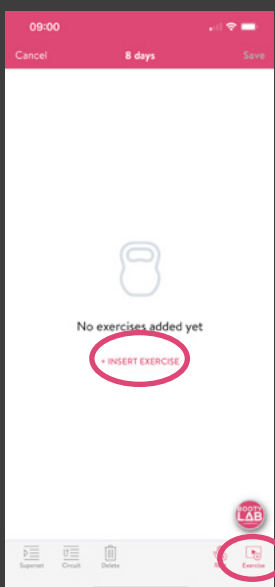 09:00
Cancel 8 days Save
No exercises added yet
+ INSERT EXERCISE
BOOTY
LAB
Superset Circuit Delete Exercise